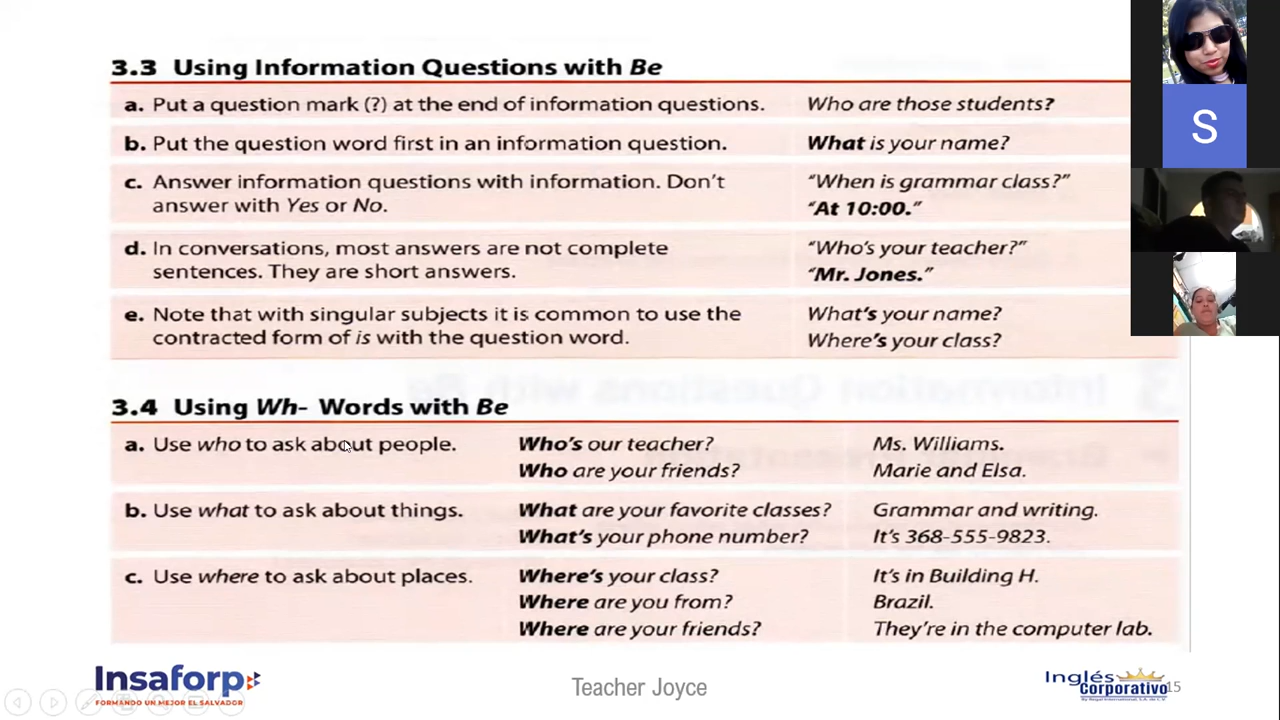 3.3 Using Information Questions with Be
a. Put a question mark (?) at the end of information questions. Who are those students?
b. Put the question word first in an information question. What is your name?
c. Answer information questions with information. Don't "When is grammar class?"
answer with Yes or No. "At 10:00."
d. In conversations, most answers are not complete "Who's your teacher?"
sentences. They are short answers. "Mr. Jones."
e. Note that with singular subjects it is common to use the What's your name?
contracted form of is with the question word. Where's your class?
3.4 Using Wh- Words with Be
a. Use who to ask about people. Who's our teacher? Ms. Williams.
Who are your friends? Marie and Elsa.
b. Use what to ask about things. What are your favorite classes? Grammar and writing.
What's your phone number? It's 368-555-9823.
c. Use where to ask about places. Where's your class? It's in Building H.
Where are you from? Brazil.
Where are your friends? They're in the computer lab.
Insaforp
FORMANDO UN MEJOR EL SALVADOR
Teacher Joyce
Inglés
Corporativo
15
S